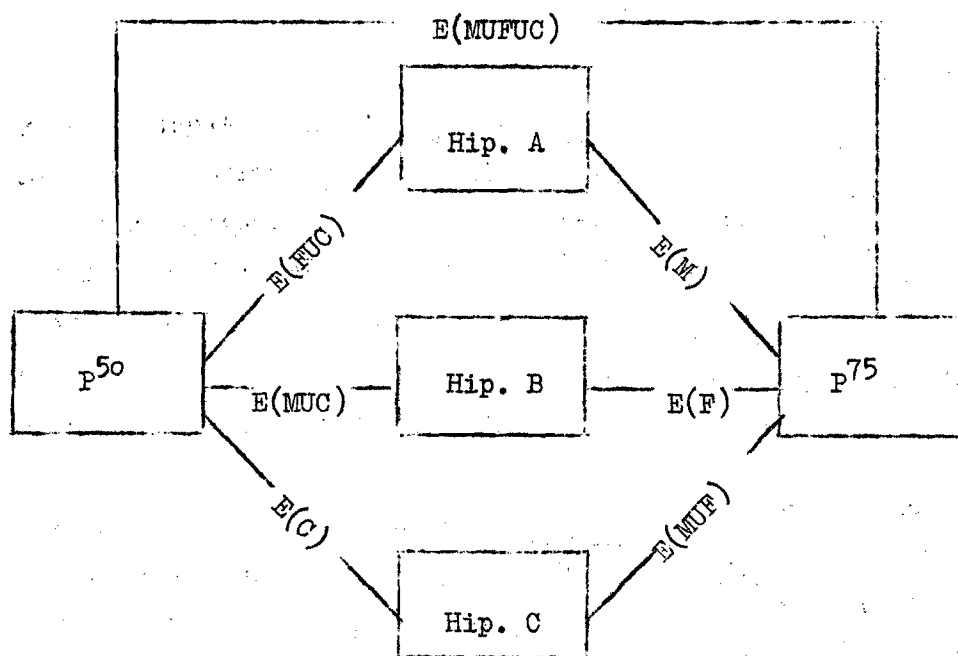 E(MUFUC)
Hip. A
E(FUC)
E(M)
P50
E(MUC)
Hip. B
E(F)
P75
E(C)
E(MUF)
Hip. C